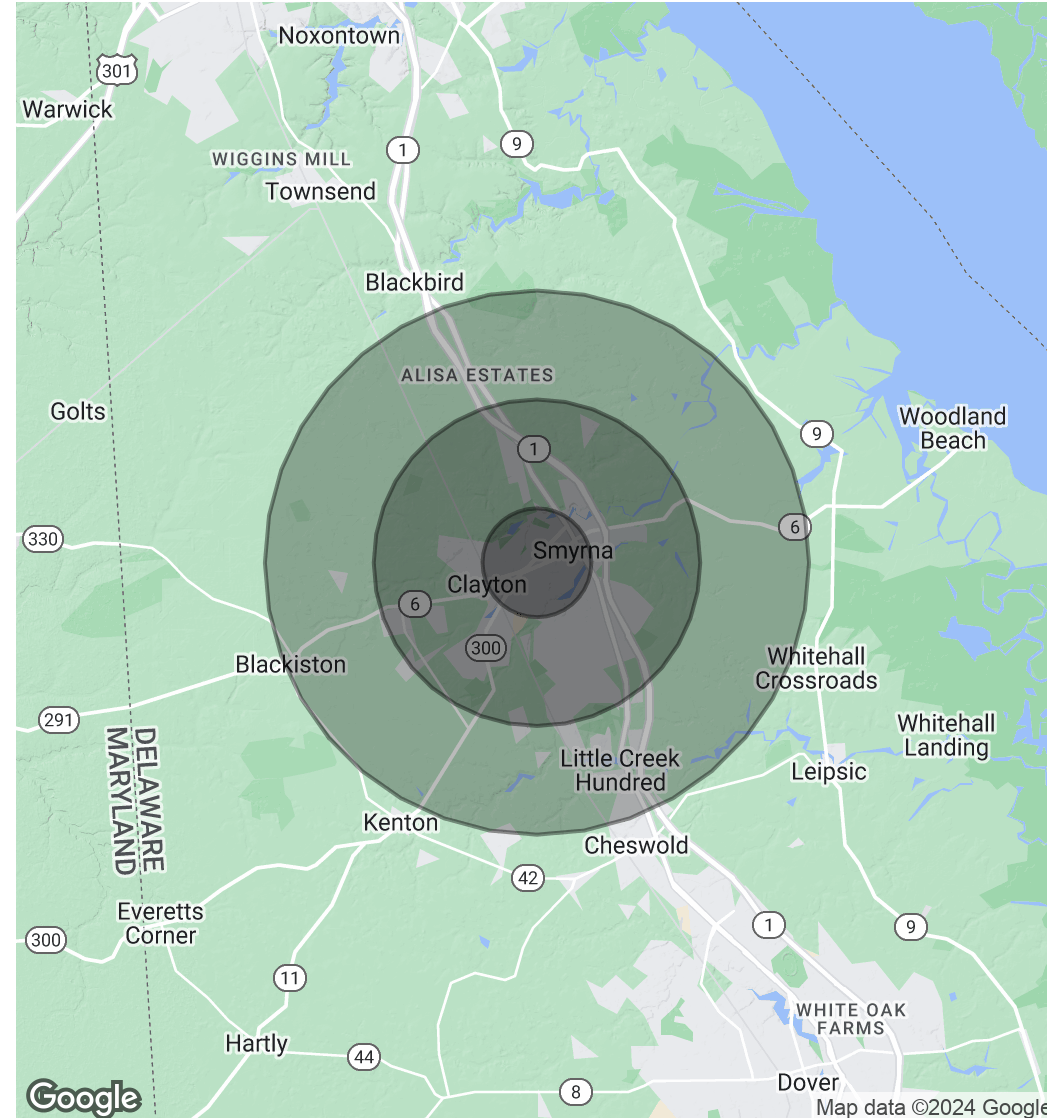 Noxontown
301
Warwick
1
9
WIGGINS MILL
Townsend
Blackbird
ALISA ESTATES
Golts
Woodland
Beach
9
1
6
330
Smyrna
Clayton
6
300
Blackiston
Whitehall
Crossroads
291
Whitehall
Landing
DELAWARE
MARYLAND
Little Creek
Hundred
Leipsic
Kenton
Cheswold
42
Everetts
Corner
300
1
9
11
WHITE OAK
FARMS
Hartly
44
8
Dover
Google
Map data ©2024 Google